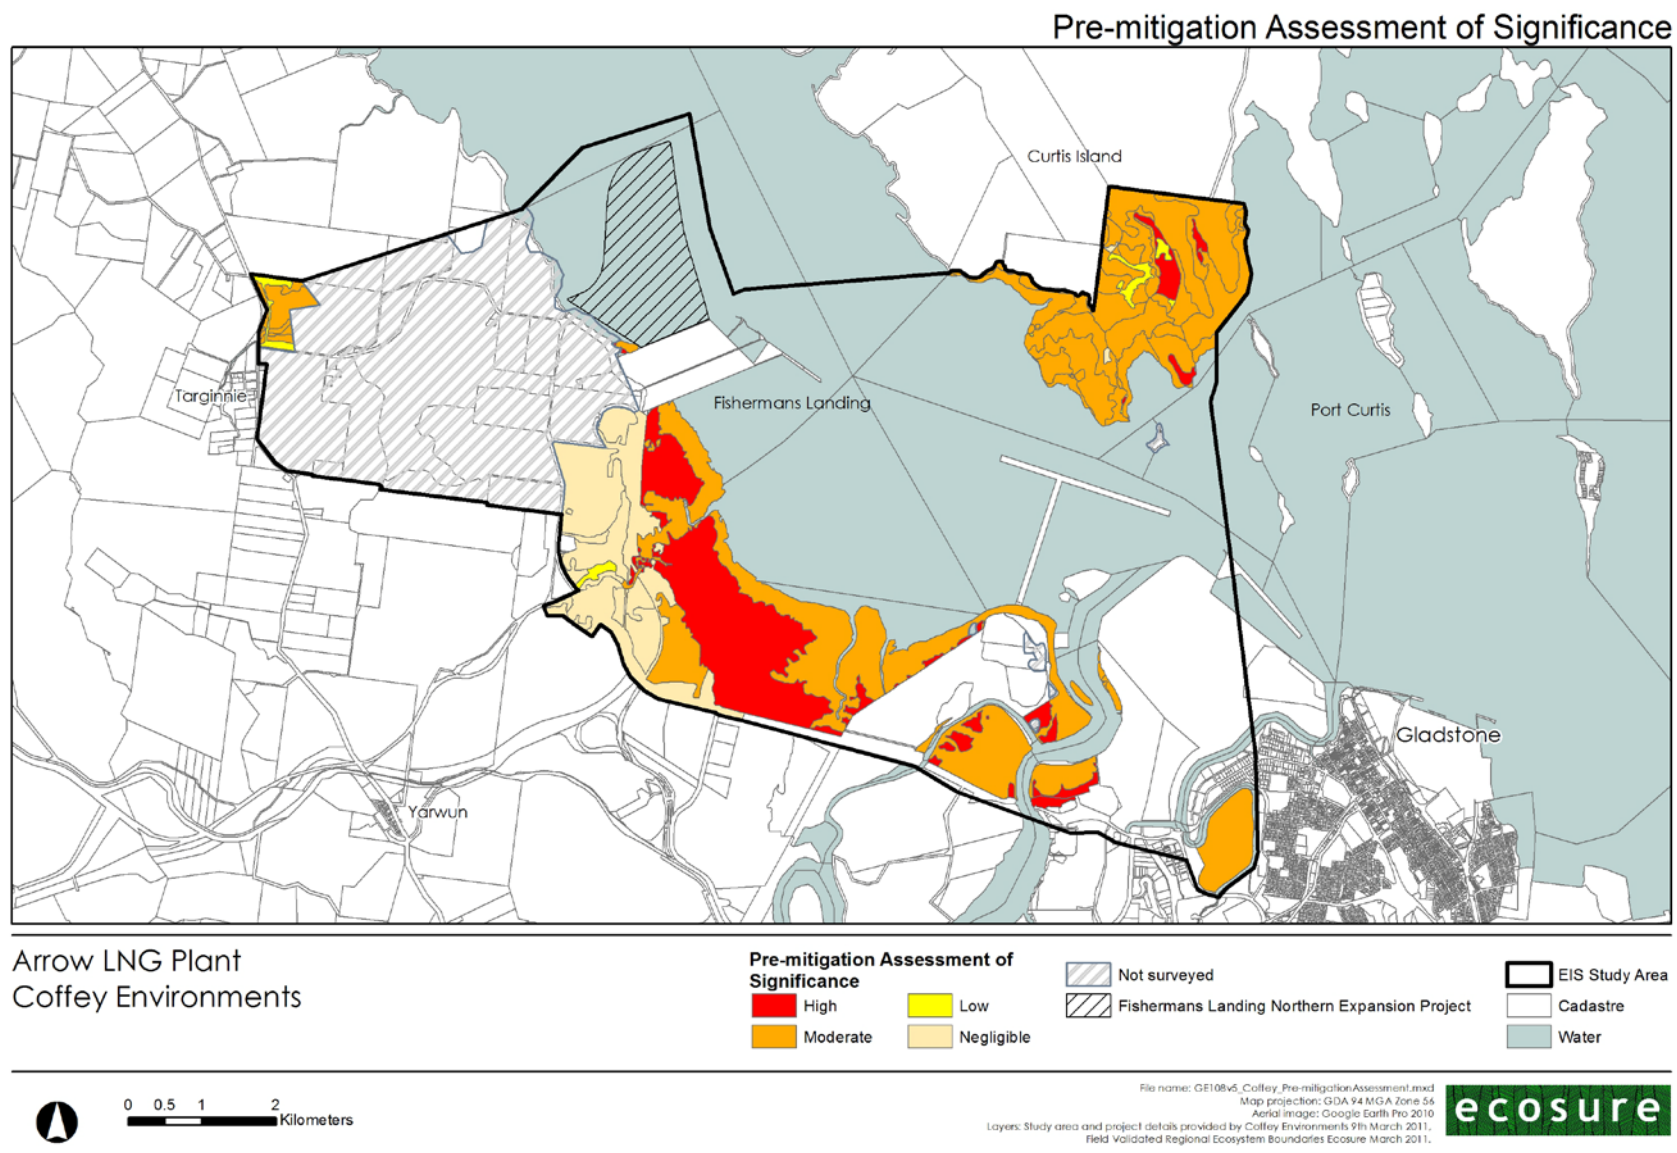 Pre-mitigation Assessment of Significance
Curtis Island
Targinnie
Fishermans Landing
Port Curtis
Gladstone
Yarwun
Arrow LNG Plant
Coffey Environments
Pre-mitigation Assessment of
Significance
High
Moderate
Low
Negligible
Not surveyed
Fishermans Landing Northern Expansion Project
EIS Study Area
Cadastre
Water
0 0.5 1 2
Kilometers
File name: GE108v5_Coffey_Pre-mitigationAssessment.mxd
Map projection: GDA 94 MGA Zone 56
Aerial image: Google Earth Pro 2010
Layers: Study area and project details provided by Coffey Environments 9th March 2011.
Field Validated Regional Ecosystem Boundaries Ecosure March 2011.
ecosure